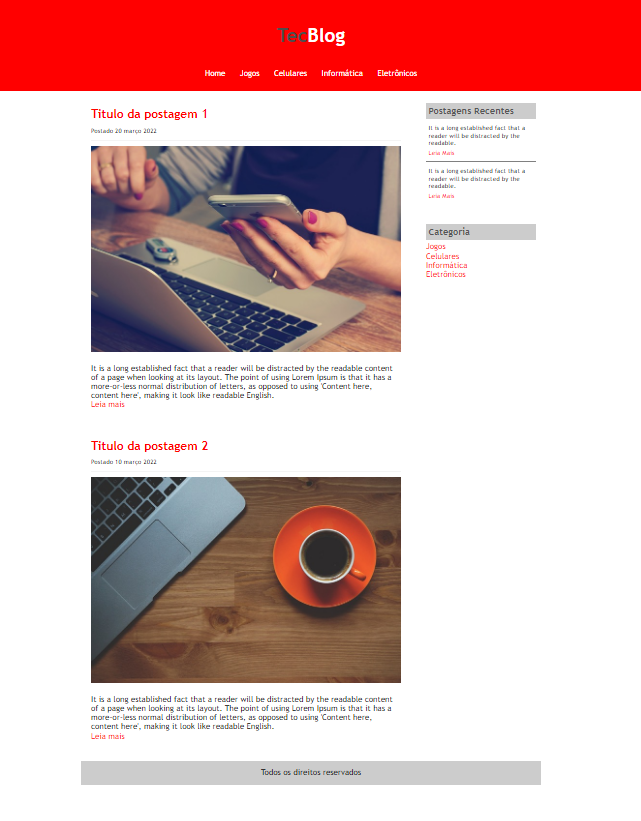 TecBlog
Home Jogos Celulares Informática Eletrônicos
Titulo da postagem 1
Postado 20 março 2022
It is a long established fact that a reader will be distracted by the readable content
of a page when looking at its layout. The point of using Lorem Ipsum is that it has a
more-or-less normal distribution of letters, as opposed to using 'Content here,
content here', making it look like readable English.
Leia mais
Titulo da postagem 2
Postado 10 março 2022
It is a long established fact that a reader will be distracted by the readable content
of a page when looking at its layout. The point of using Lorem Ipsum is that it has a
more-or-less normal distribution of letters, as opposed to using 'Content here,
content here', making it look like readable English.
Leia mais
Postagens Recentes
It is a long established fact that a
reader will be distracted by the
readable.
Leia Mais
It is a long established fact that a
reader will be distracted by the
readable.
Leia Mais
Categoria
Jogos
Celulares
Informática
Eletrônicos
Todos os direitos reservados